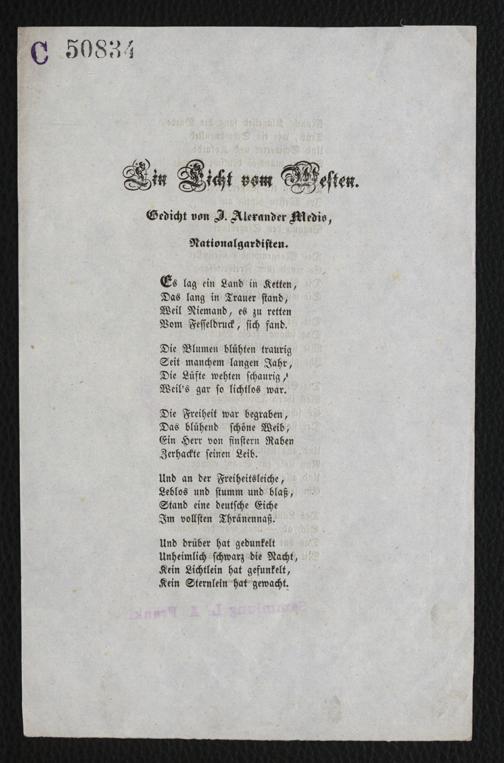 C 50834
Ein Licht vom Westen.
Gedicht von J. Alexander Medis,
Nationalgardisten.
Es lag ein Land in Ketten,
Das lang in Trauer stand,
Weil Niemand, es zu retten
Vom Fesseldruck, sich fand.
Die Blumen blühten traurig
Seit manchem langen Jahr,
Die Lüfte wehten schaurig,
Weil's gar so lichtlos war.
Die Freiheit war begraben,
Das blühend schöne Weib,
Ein Herr von finstern Raben
Zerhackte seinen Leib.
Und an der Freiheitsleiche,
Leblos und stumm und blaß,
Stand eine deutsche Eiche
Im vollsten Thränennaß.
Und drüber hat gedunkelt
Unheimlich schwarz die Nacht,
Kein Lichtlein hat gefunkelt,
Kein Sternlein hat gewacht.
Sammlung L. A. Frankl